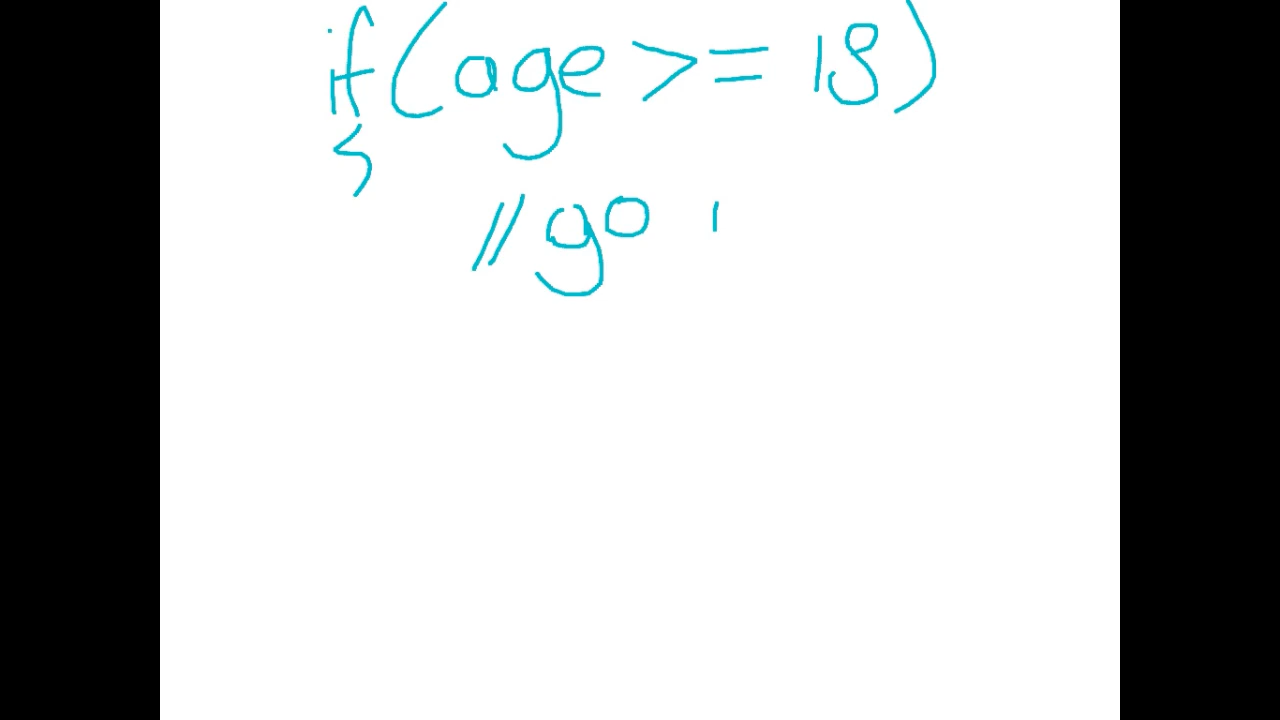 if(age >= 18)
{
//go